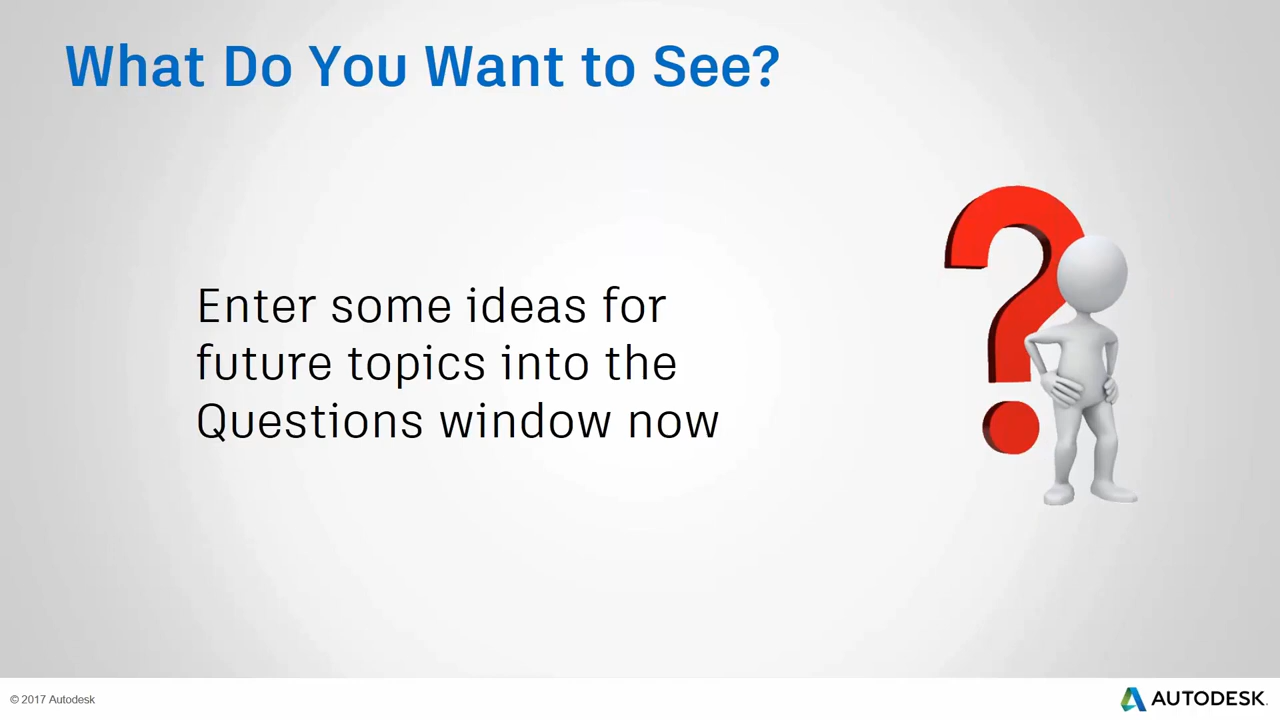 What Do You Want to See?
Enter some ideas for
future topics into the
Questions window now
© 2017 Autodesk
AUTODESK.